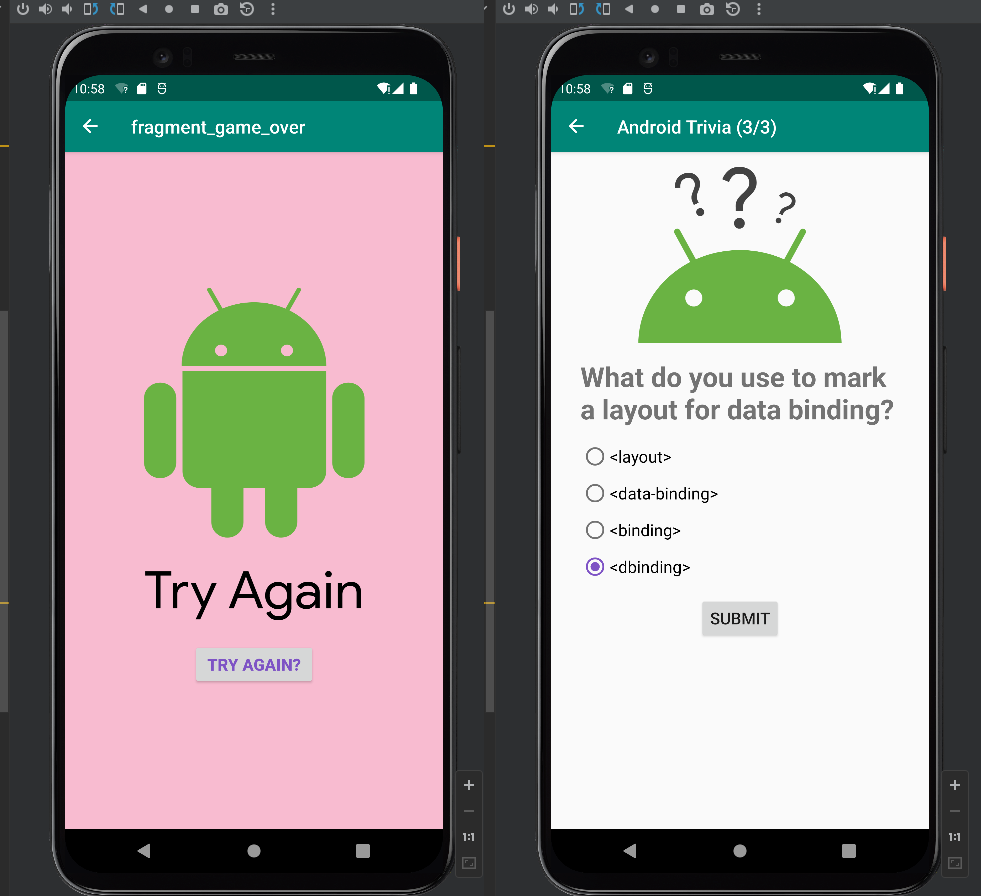 10:58
fragment_game_over
Try Again
TRY AGAIN?
1:1
10:58
Android Trivia (3/3)
? ? ?
What do you use to mark
a layout for data binding?
<layout>
<data-binding>
<binding>
<dbinding>
SUBMIT
1:1